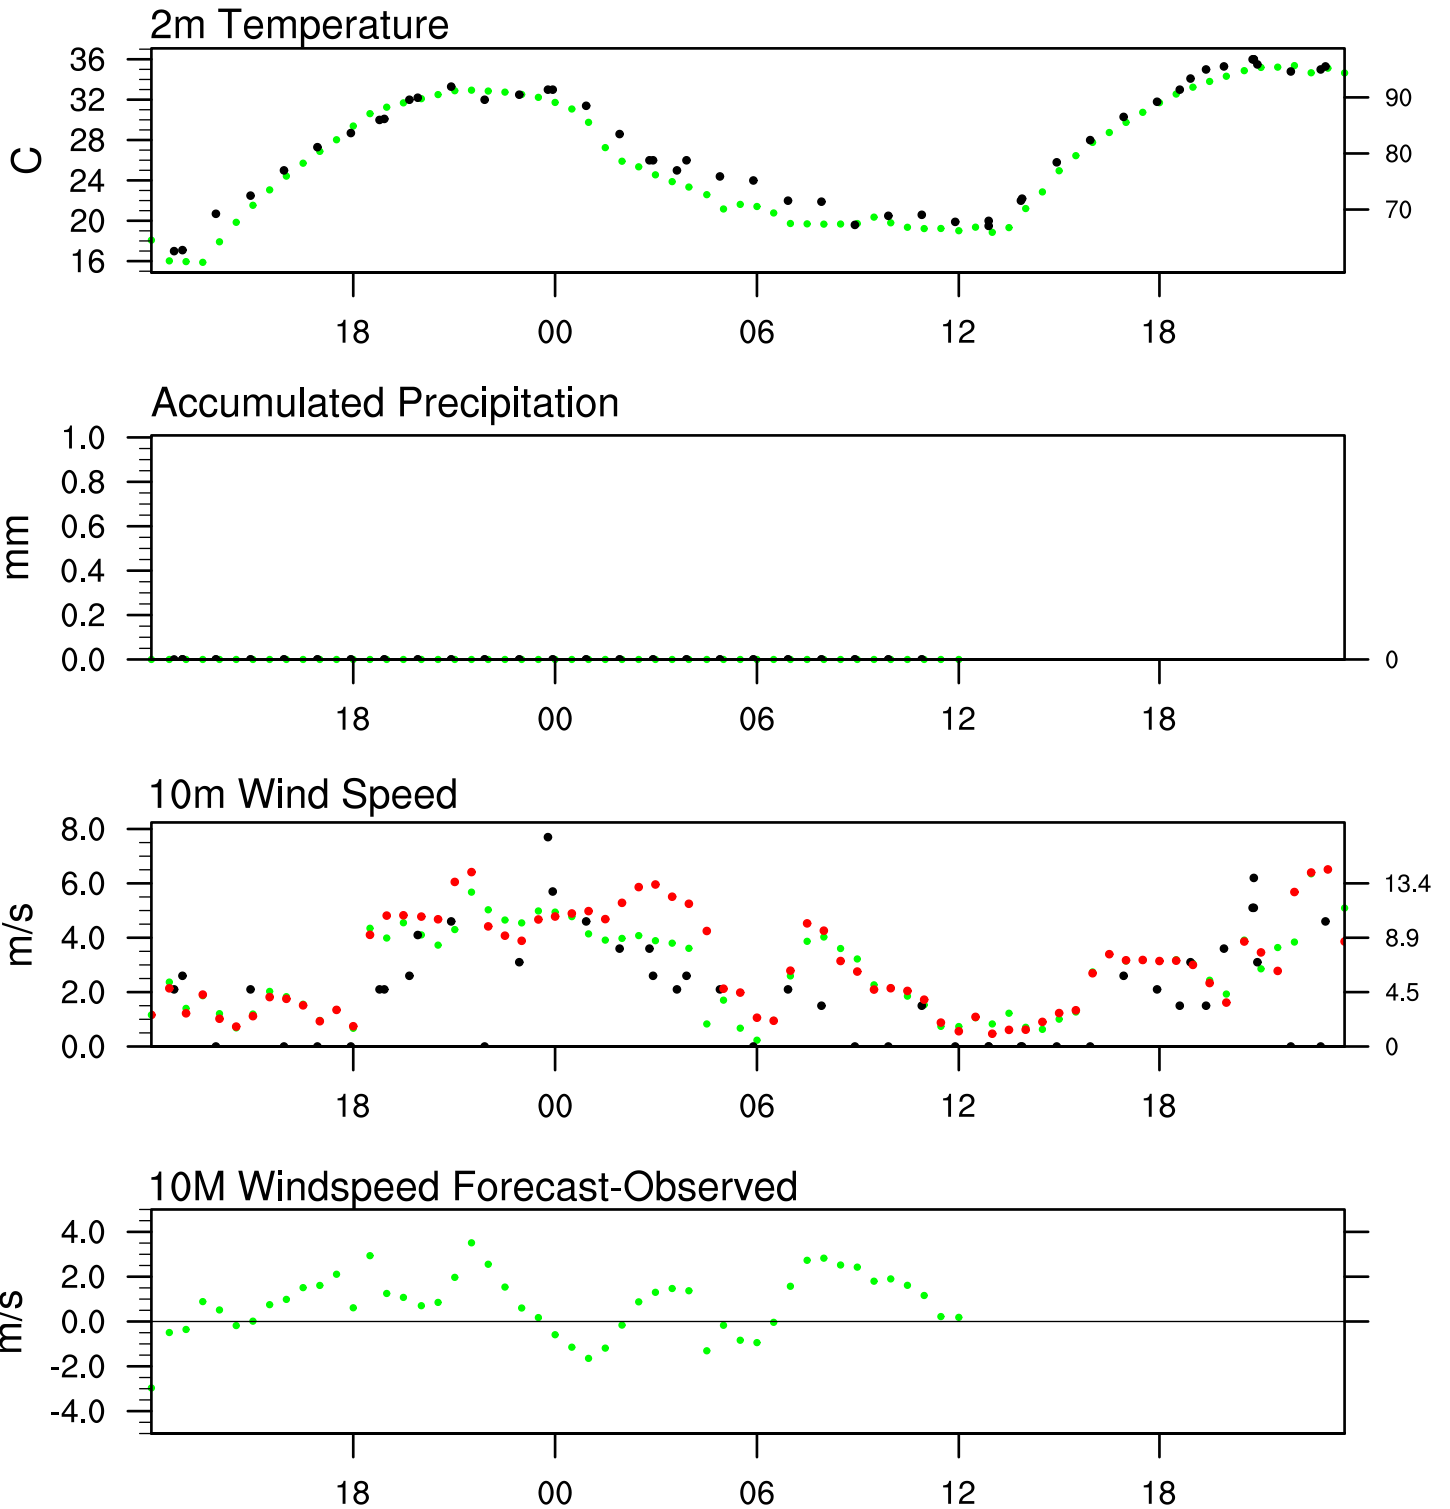 2m Temperature
36
32
28
24
20
16
C
90
80
70
18 00 06 12 18
Accumulated Precipitation
1.0
0.8
0.6
0.4
0.2
0.0
mm
0
18 00 06 12 18
10m Wind Speed
8.0
6.0
4.0
2.0
0.0
m/s
13.4
8.9
4.5
0
18 00 06 12 18
10M Windspeed Forecast-Observed
4.0
2.0
0.0
-2.0
-4.0
m/s
18 00 06 12 18